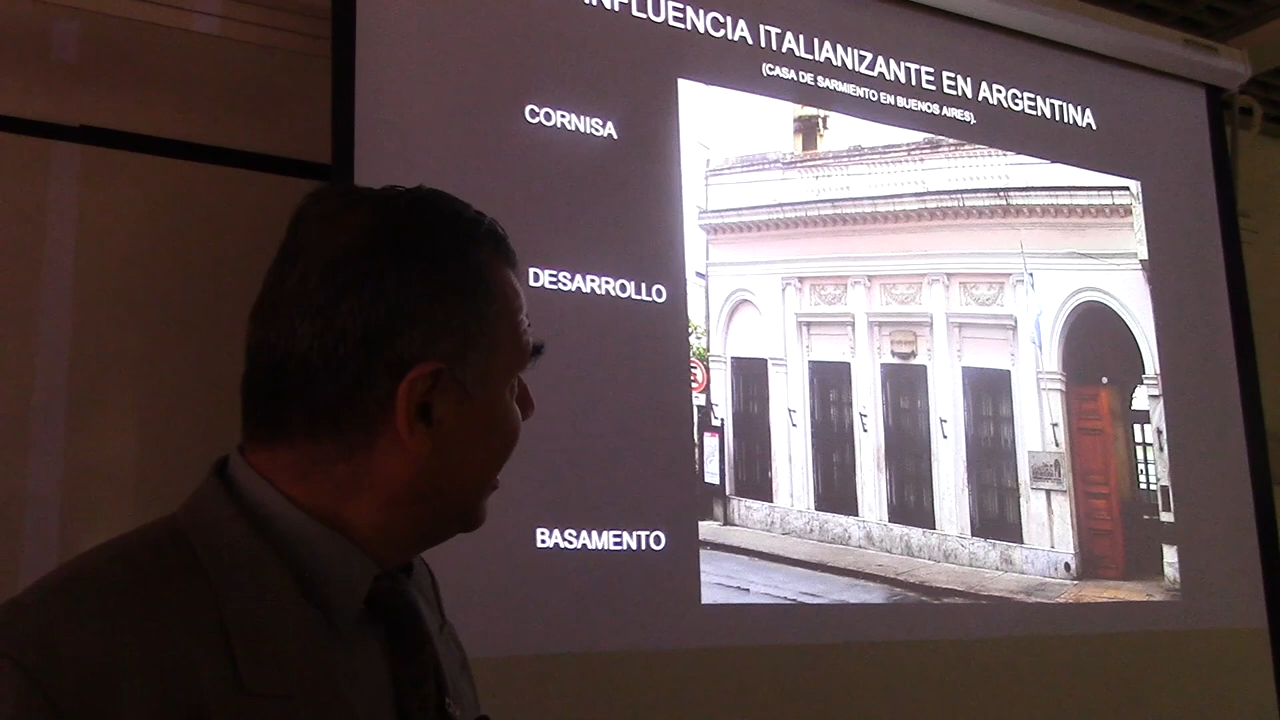 INFLUENCIA ITALIANIZANTE EN ARGENTINA
(CASA DE SARMIENTO EN BUENOS AIRES).
CORNISA
DESARROLLO
BASAMENTO